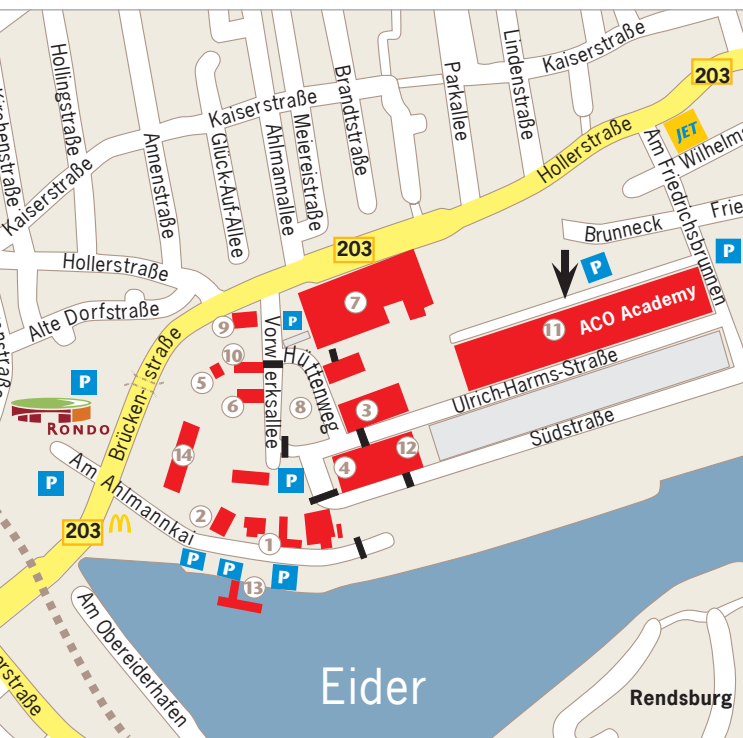 Hollingstraße
Kirchenstraße
Kaiserstraße
Annenstraße
Glück-Auf-Allee
Kaiserstraße
Ahlmannallee
Meiereistraße
Brandtstraße
Parkallee
Lindenstraße
Kaiserstraße
203
JET
Wilhelm
Hollerstraße
Am Friedrichsbrunnen
Brunneck
Frie
P
P
203
Hollerstraße
Alte Dorfstraße
Brücken-straße
7
9
P
10
5
6
8
Vorwerksallee
Hüttenweg
3
11 ACO Academy
Ulrich-Harms-Straße
Südstraße
12
4
14
P
RONDO
P
P
Am Ahlmannkai
203
2
1
P
P
P
13
Am Obereiderhafen
erstraße
Eider
Rendsburg